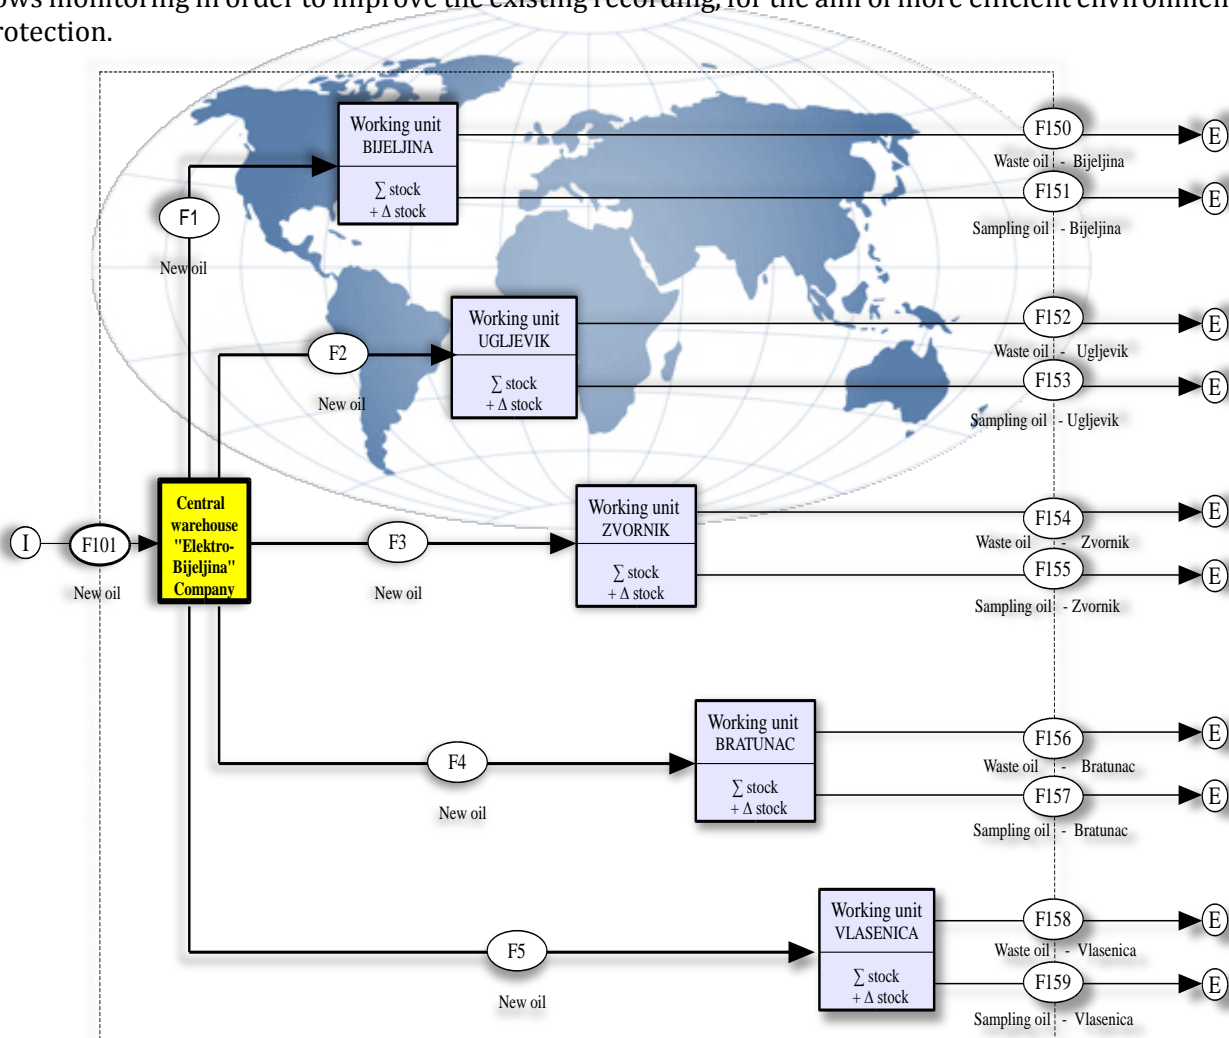 ows monitoring in order to improve the existing recording, for the aim of more efficient environmen
rotection.
Working unit
BIJELJINA
∑ stock
+ Δ stock
F150
E
Waste oil - Bijeljina
F151
E
Sampling oil - Bijeljina
F1
New oil
Working unit
UGLJEVIK
∑ stock
+ Δ stock
F152
E
Waste oil - Ugljevik
F153
E
Sampling oil - Ugljevik
F2
New oil
Central
warehouse
"Elektro-
Bijeljina"
Company
I
F101
New oil
F3
New oil
Working unit
ZVORNIK
∑ stock
+ Δ stock
F154
E
Waste oil - Zvornik
F155
E
Sampling oil - Zvornik
Working unit
BRATUNAC
∑ stock
+ Δ stock
F156
E
Waste oil - Bratunac
F157
E
Sampling oil - Bratunac
F4
New oil
Working unit
VLASENICA
∑ stock
+ Δ stock
F158
E
Waste oil - Vlasenica
F159
E
Sampling oil - Vlasenica
F5
New oil